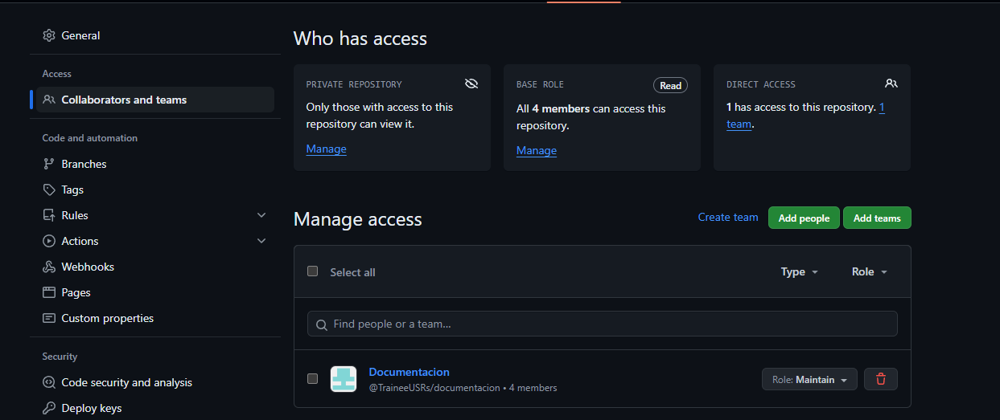 General
Access
Collaborators and teams
Code and automation
Branches
Tags
Rules
Actions
Webhooks
Pages
Custom properties
Security
Code security and analysis
Deploy keys
Who has access
PRIVATE REPOSITORY
Only those with access to this
repository can view it.
Manage
BASE ROLE
Read
All 4 members can access this
repository.
Manage
DIRECT ACCESS
1 has access to this repository. 1
team.
Manage access
Create team
Add people
Add teams
Select all
Type
Role
Find people or a team...
Documentacion
@TraineeUSRs/documentacion • 4 members
Role: Maintain